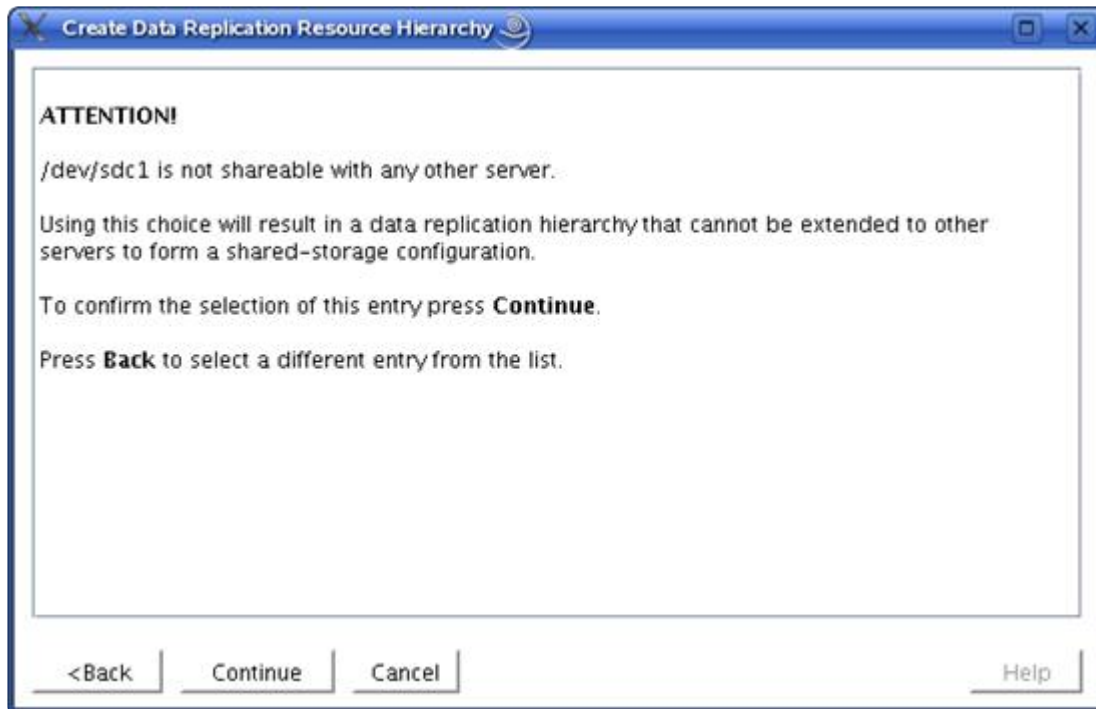 Create Data Replication Resource Hierarchy
ATTENTION!
/dev/sdc1 is not shareable with any other server.
Using this choice will result in a data replication hierarchy that cannot be extended to other
servers to form a shared-storage configuration.
To confirm the selection of this entry press Continue.
Press Back to select a different entry from the list.
<Back Continue Cancel Help